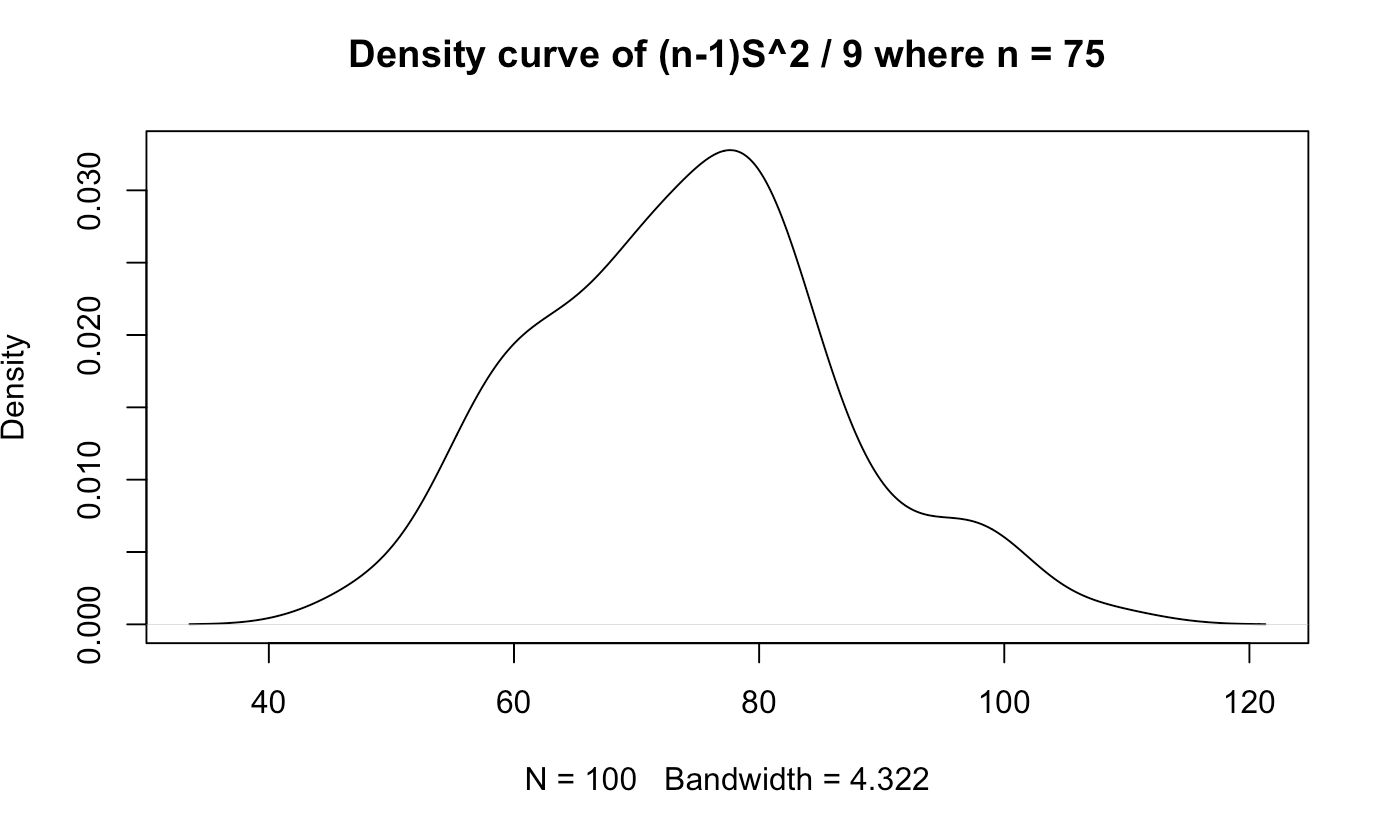 Density curve of (n-1)S^2 / 9 where n = 75
Density
0.030
0.020
0.010
0.000
40 60 80 100 120
N = 100 Bandwidth = 4.322